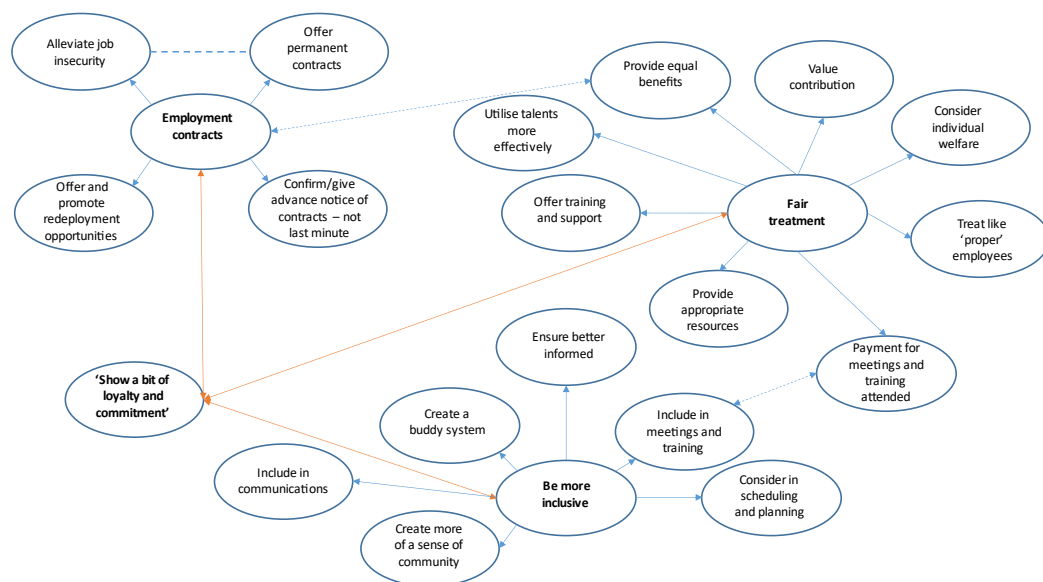 Alleviate job
insecurity
Offer
permanent
contracts
Employment
contracts
Offer and
promote
redeployment
opportunities
Confirm/give
advance notice of
contracts – not
last minute
Provide equal
benefits
Value
contribution
Utilise talents
more
effectively
Consider
individual
welfare
Offer training
and support
Fair
treatment
Treat like
‘proper’
employees
Provide
appropriate
resources
Payment for
meetings and
training
attended
‘Show a bit of
loyalty and
commitment’
Ensure better
informed
Create a
buddy system
Include in
meetings and
training
Include in
communications
Be more
inclusive
Consider in
scheduling
and planning
Create more
of a sense of
community